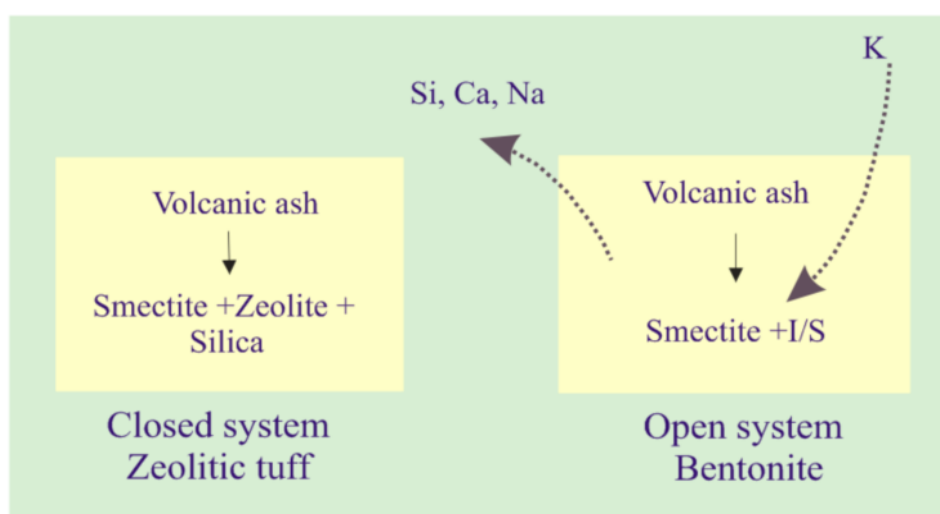 K
Si, Ca, Na
Volcanic ash
Smectite +Zeolite +
Silica
Closed system
Zeolitic tuff
Volcanic ash
Smectite +I/S
Open system
Bentonite